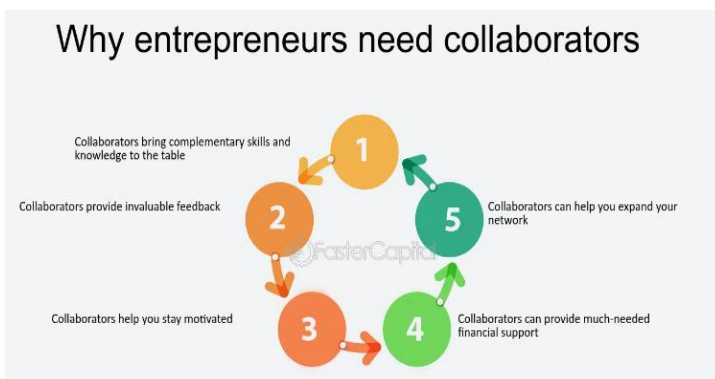 Why entrepreneurs need collaborators
1
Collaborators bring complementary skills and
knowledge to the table
2
Collaborators provide invaluable feedback
3
Collaborators help you stay motivated
4
Collaborators can provide much-needed
financial support
5
Collaborators can help you expand your
network
FasterCapital